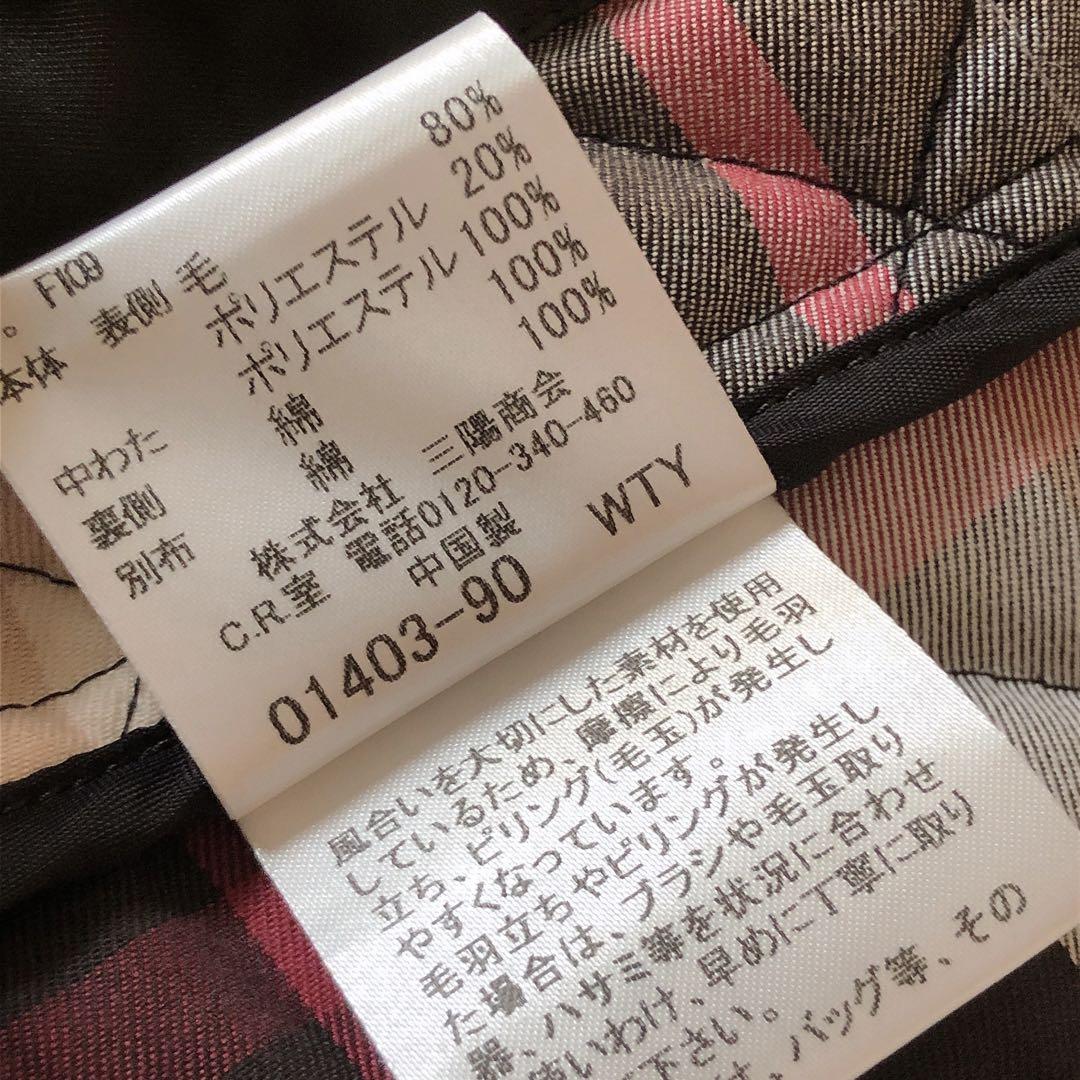 。 F109
本体 表側 毛 80%
ポリエステル 20%
中わた ポリエステル 100%
裏側 綿 100%
別布 綿 100%
株式会社 三陽商会
C.R.室 電話0120-340-460
中国製
01403-90 WTY
風合いを大切にした素材を使用
しているため、摩擦により毛羽
立ち、ピリング(毛玉)が発生し
やすくなっています。
毛羽立ちやピリングが発生し
た場合は、ブラシや毛玉取り
器、ハサミ等を状況に合わせ
使いわけ、早めに丁寧に取り
下さい。
バッグ等、その